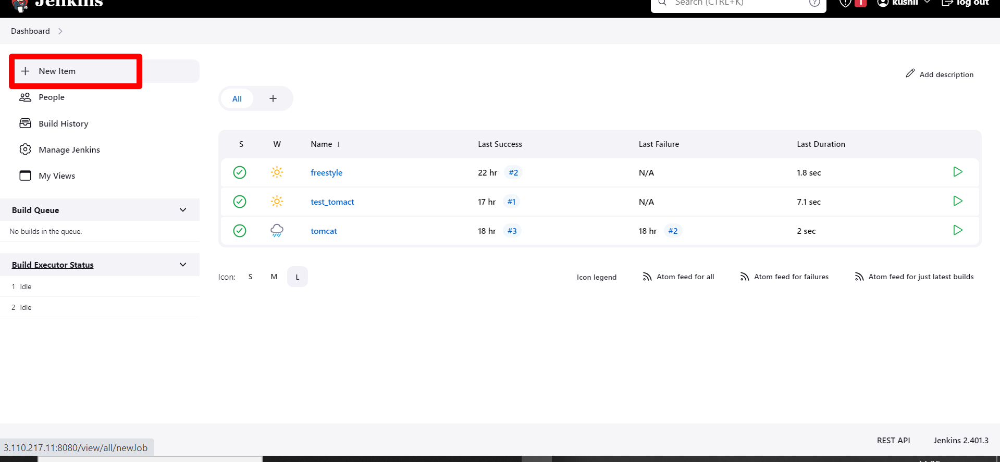 Jenkins
Search (CTRL+K)
1
kushil
log out
Dashboard
New Item
People
Build History
Manage Jenkins
My Views
Build Queue
No builds in the queue.
Build Executor Status
1 Idle
2 Idle
Add description
All
S W Name ↓ Last Success Last Failure Last Duration
freestyle 22 hr #2 N/A 1.8 sec
test_tomact 17 hr #1 N/A 7.1 sec
tomcat 18 hr #3 18 hr #2 2 sec
Icon: S M L
Icon legend Atom feed for all Atom feed for failures Atom feed for just latest builds
REST API Jenkins 2.401.3
3.110.217.11:8080/view/all/newJob